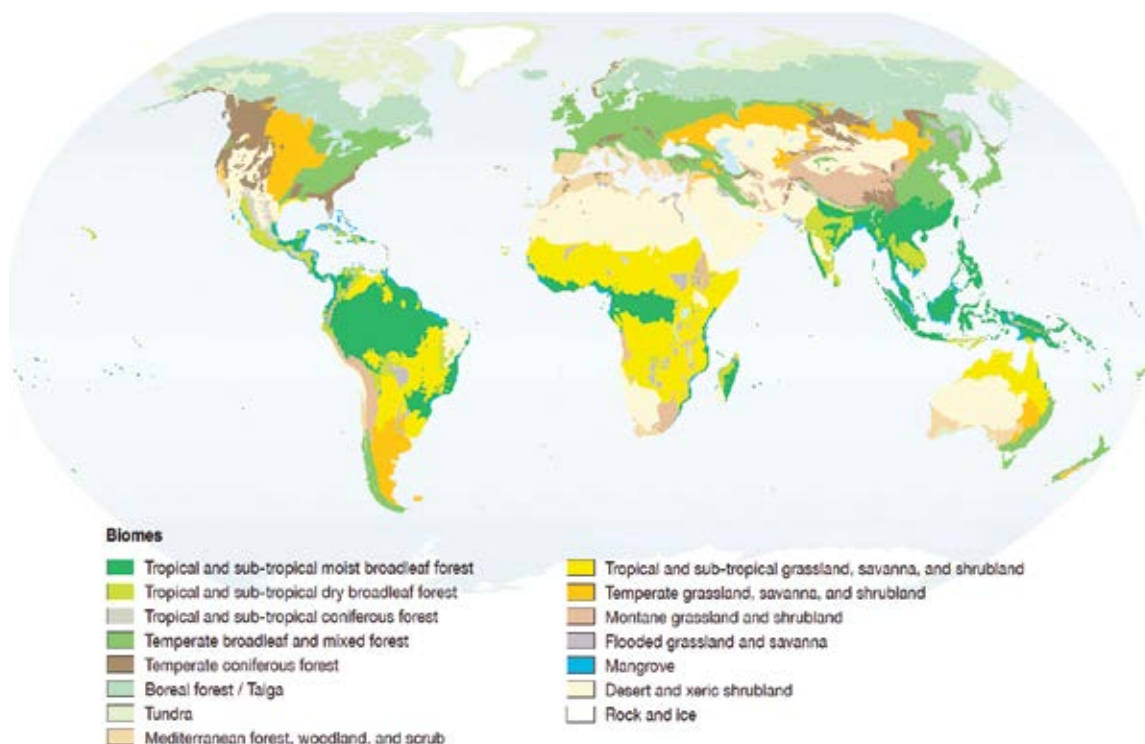 Biomes
Tropical and sub-tropical moist broadleaf forest
Tropical and sub-tropical dry broadleaf forest
Tropical and sub-tropical coniferous forest
Temperate broadleaf and mixed forest
Temperate coniferous forest
Boreal forest / Taiga
Tundra
Mediterranean forest, woodland, and scrub
Tropical and sub-tropical grassland, savanna, and shrubland
Temperate grassland, savanna, and shrubland
Montane grassland and shrubland
Flooded grassland and savanna
Mangrove
Desert and xeric shrubland
Rock and ice